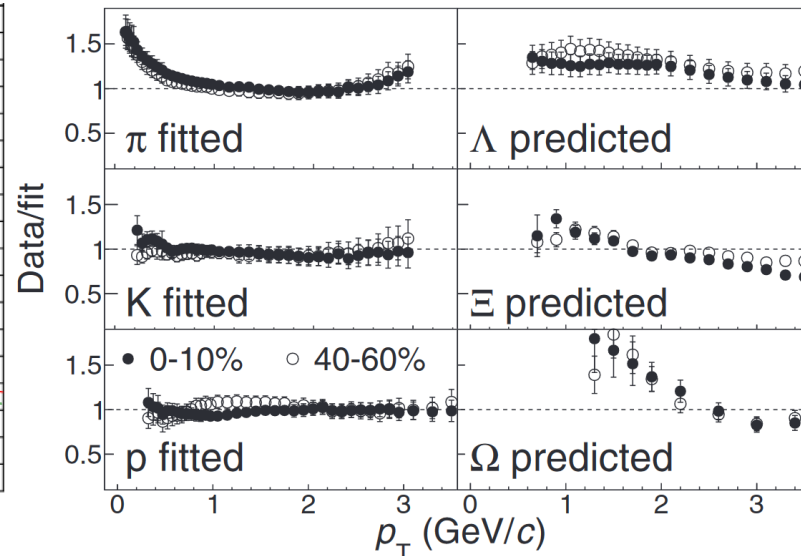 Data/fit
1.5
1
0.5
π fitted
Λ predicted
1.5
1
0.5
K fitted
Ξ predicted
1.5
1
0.5
0-10% 40-60%
p fitted
Ω predicted
0 1 2 3 0 1 2 3
p_T (GeV/c)